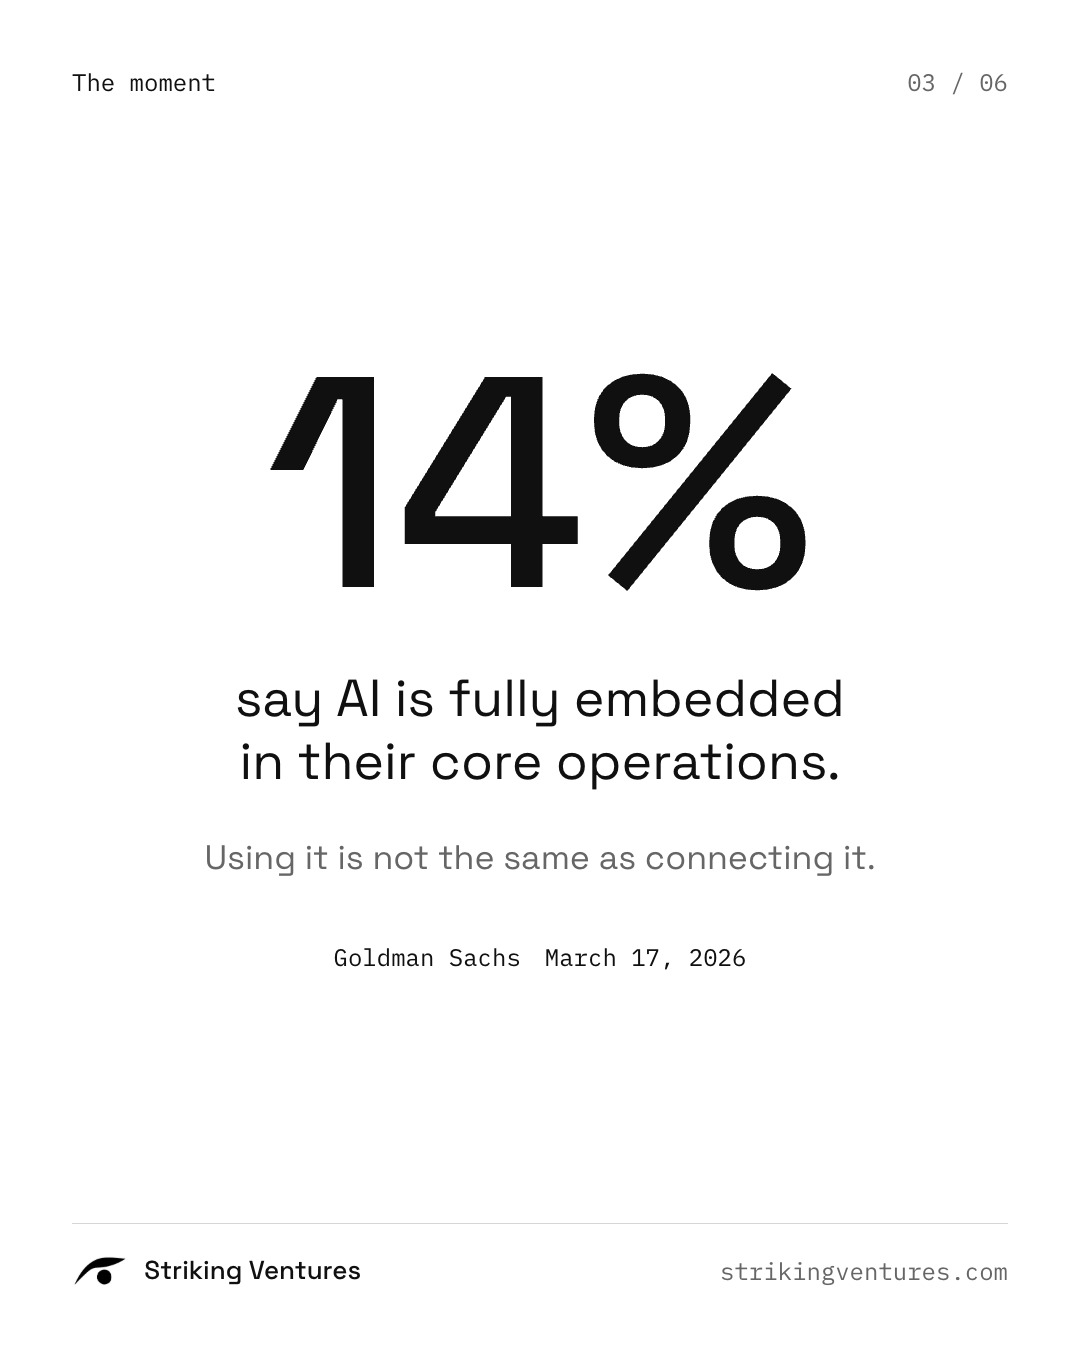 The moment
03 / 06
14%
say AI is fully embedded
in their core operations.
Using it is not the same as connecting it.
Goldman Sachs March 17, 2026
Striking Ventures
strikingventures.com